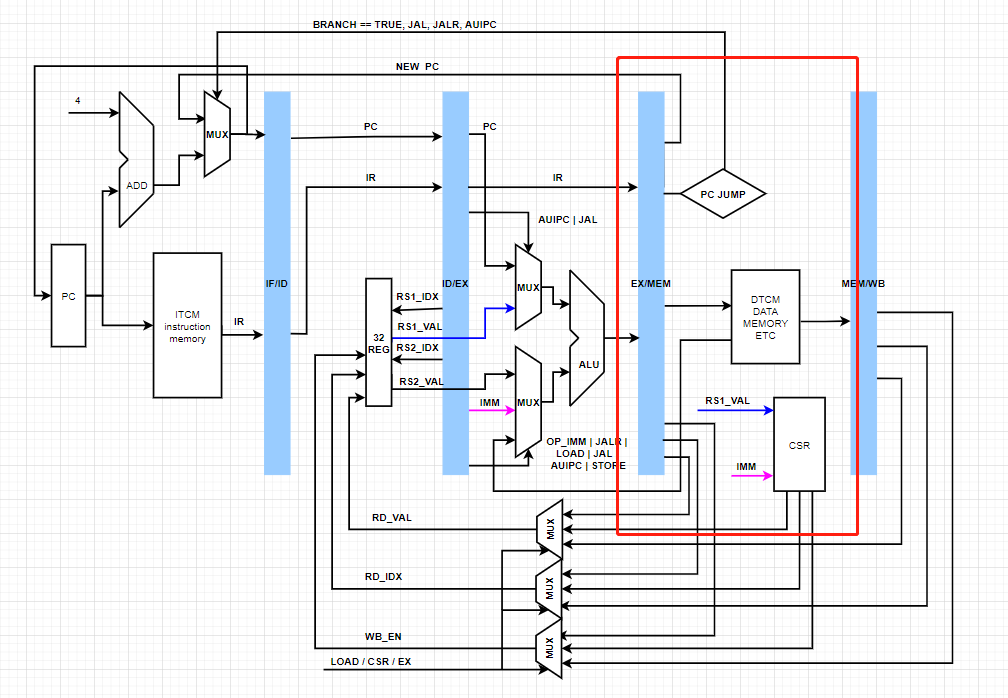 BRANCH == TRUE, JAL, JALR, AUIPC
NEW PC
4
MUX
PC
PC
ADD
IR
IR
PC JUMP
AUIPC | JAL
PC
ITCM
instruction
memory
IR
IF/ID
ID/EX
EX/MEM
MEM/WB
RS1_IDX
RS1_VAL
32
REG
RS2_IDX
RS2_VAL
IMM
MUX
MUX
ALU
DTCM
DATA
MEMORY
ETC
RS1_VAL
CSR
IMM
OP_IMM | JALR |
LOAD | JAL
AUIPC | STORE
RD_VAL
MUX
RD_IDX
MUX
WB_EN
MUX
LOAD / CSR / EX